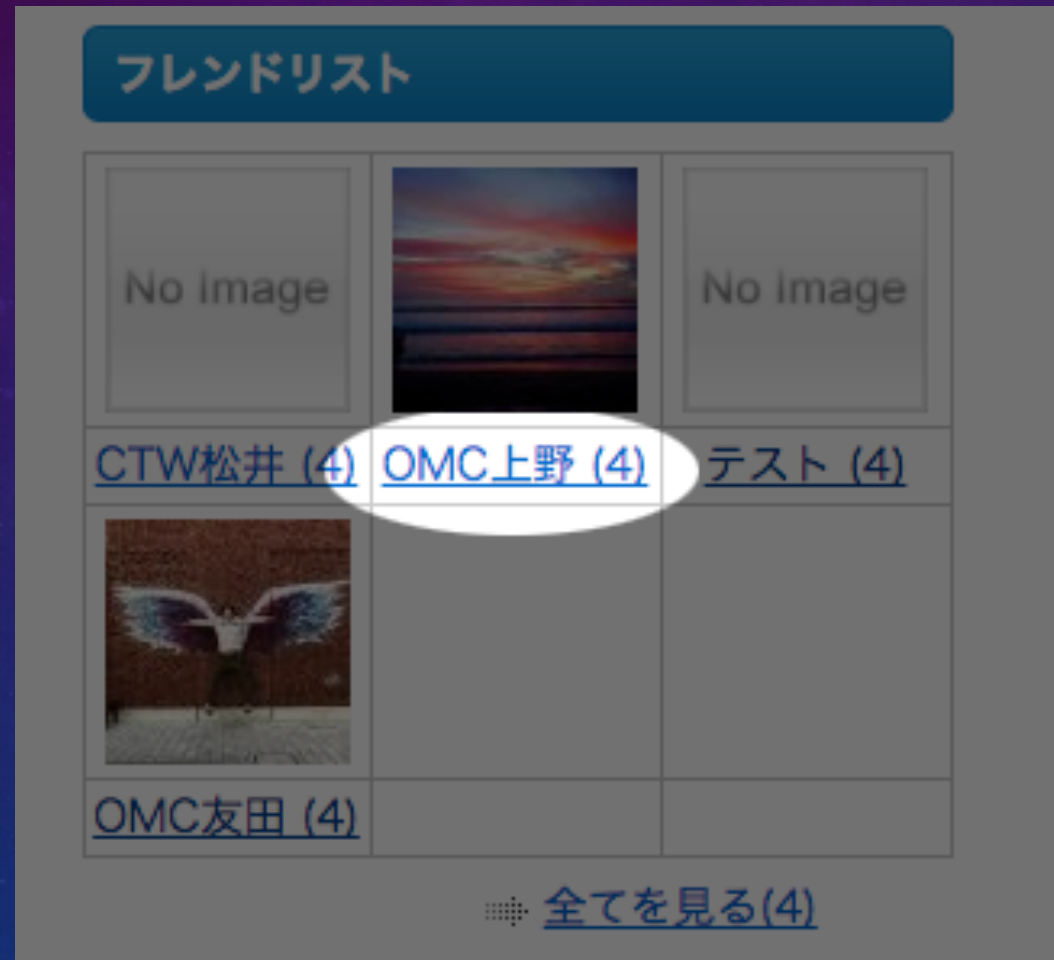 フレンドリスト
No Image
No Image
CTW松井 (4)
OMC上野 (4)
テスト (4)
OMC友田 (4)
全てを見る(4)